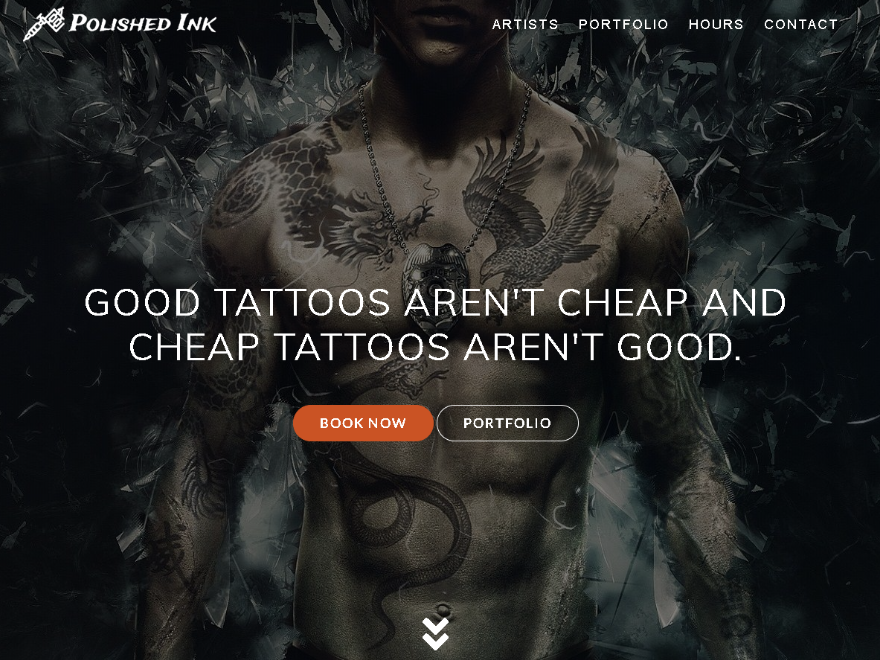 Polished Ink
ARTISTS PORTFOLIO HOURS CONTACT
GOOD TATTOOS AREN'T CHEAP AND
CHEAP TATTOOS AREN'T GOOD.
BOOK NOW PORTFOLIO